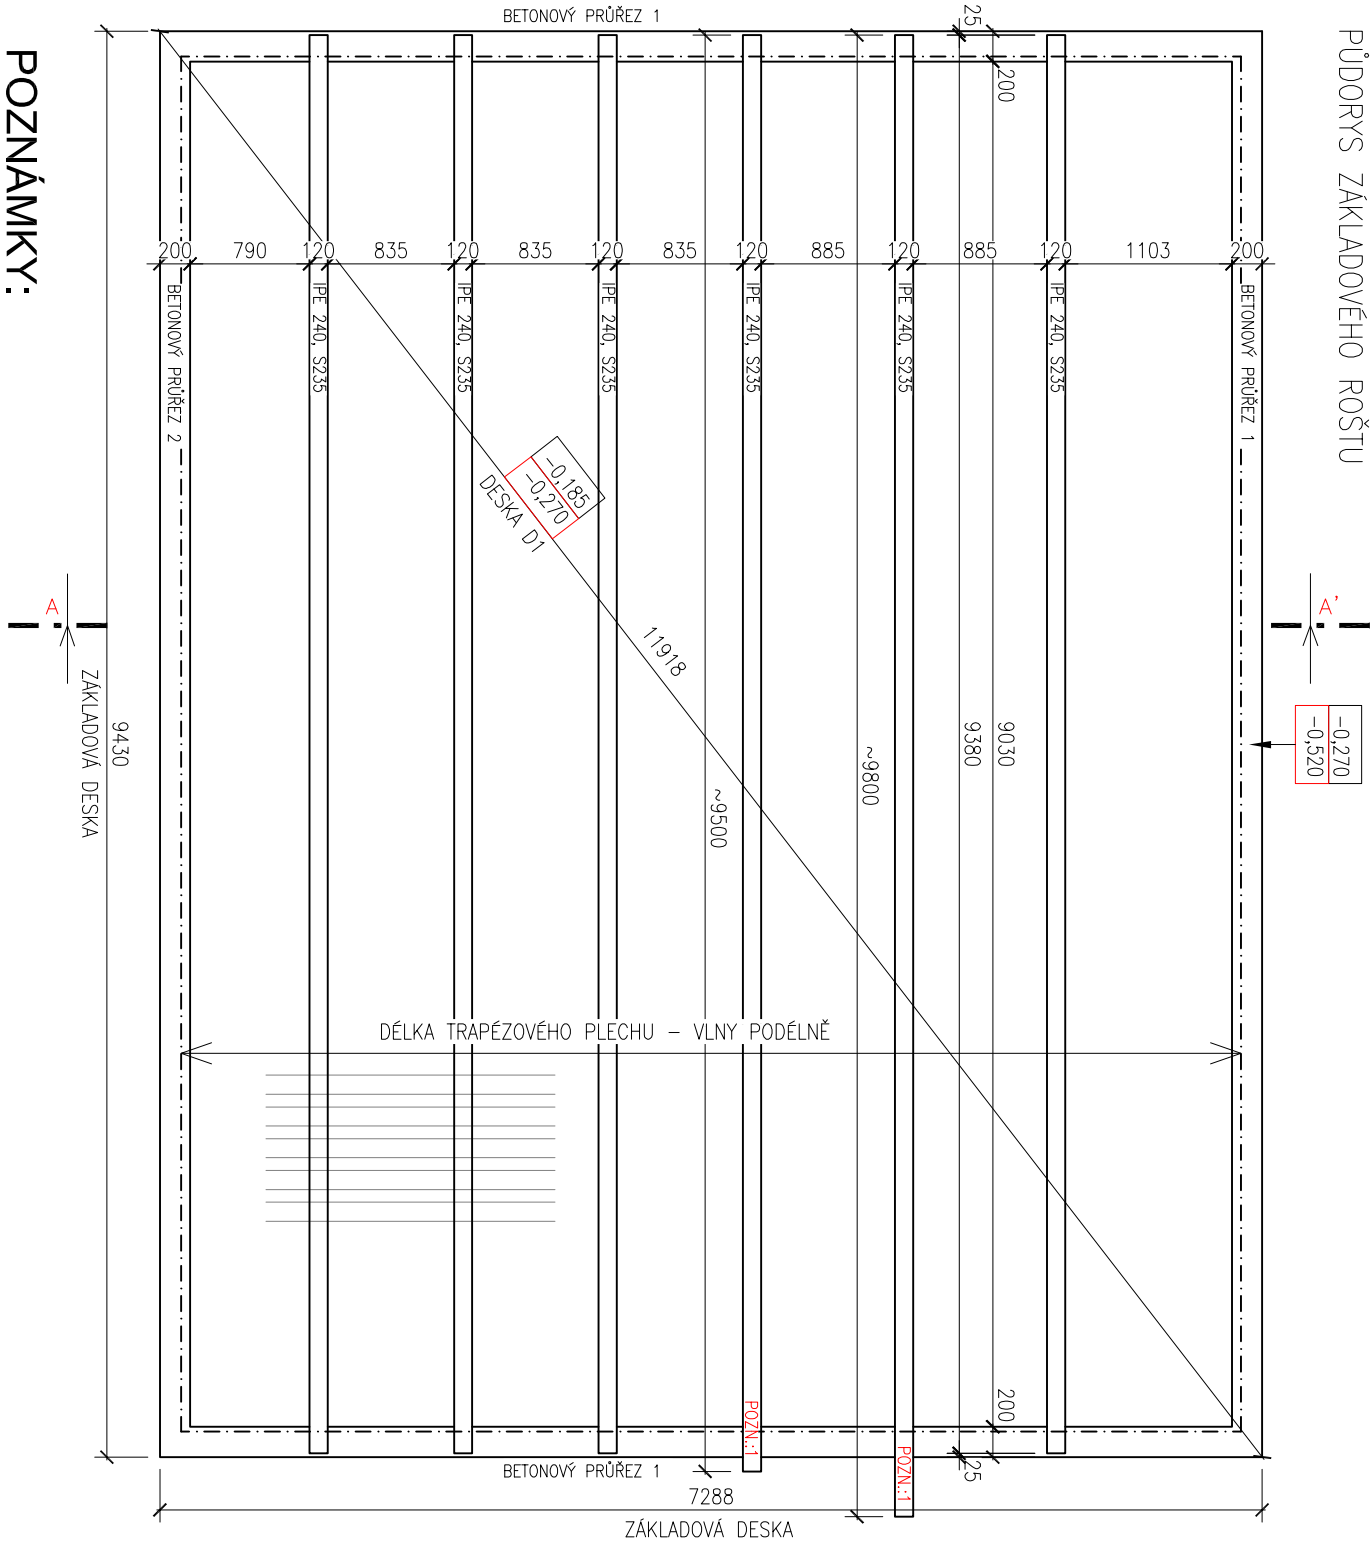 PŮDORYS ZÁKLADOVÉHO ROŠTU
BETONOVÝ PRŮŘEZ 1
25
200
200
790
120
835
120
835
120
835
120
885
120
885
120
1103
200
BETONOVÝ PRŮŘEZ 2
IPE 240, S235
IPE 240, S235
IPE 240, S235
IPE 240, S235
IPE 240, S235
IPE 240, S235
BETONOVÝ PRŮŘEZ 1
-0,185
-0,270
DESKA D1
11918
A
A'
-0,270
-0,520
9430
ZÁKLADOVÁ DESKA
~9500
~9800
9380
9030
DÉLKA TRAPÉZOVÉHO PLECHU – VLNY PODÉLNĚ
POZN.:1
POZN.:1
200
25
BETONOVÝ PRŮŘEZ 1
7288
ZÁKLADOVÁ DESKA
POZNÁMKY: